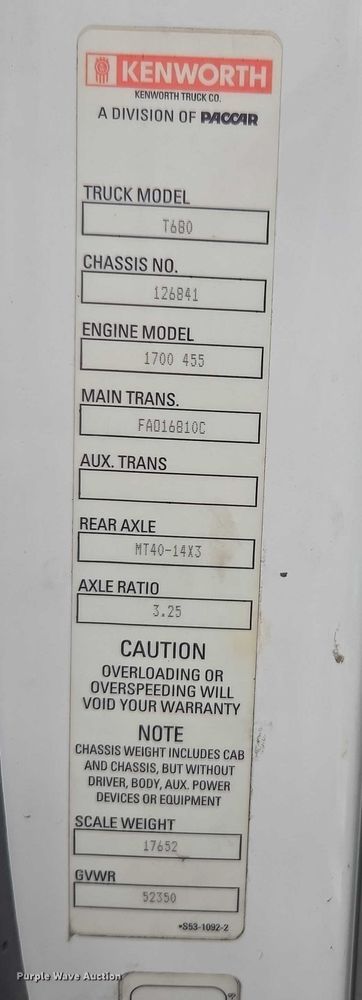 KENWORTH
KENWORTH TRUCK CO.
A DIVISION OF PACCAR
TRUCK MODEL
T680
CHASSIS NO.
126841
ENGINE MODEL
1700 455
MAIN TRANS.
FAO16810C
AUX. TRANS
REAR AXLE
MT40-14X3
AXLE RATIO
3.25
CAUTION
OVERLOADING OR
OVERSPEEDING WILL
VOID YOUR WARRANTY
NOTE
CHASSIS WEIGHT INCLUDES CAB
AND CHASSIS, BUT WITHOUT
DRIVER, BODY, AUX. POWER
DEVICES OR EQUIPMENT
SCALE WEIGHT
17652
GVWR
52350
*S53-1092-2
Purple Wave Auction